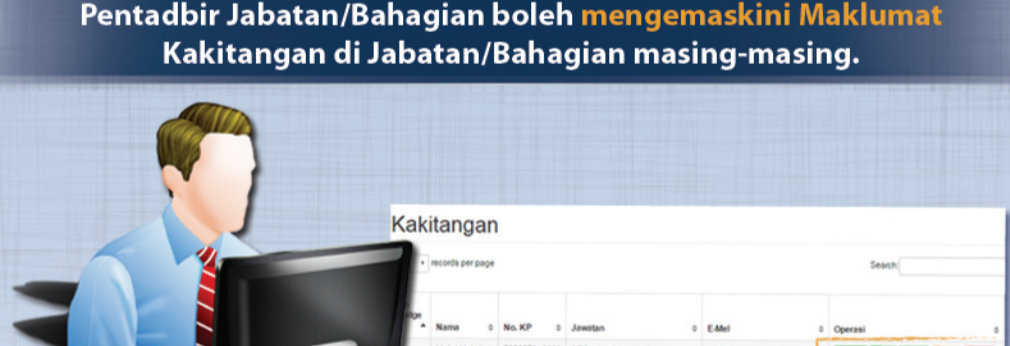 Pentadbir Jabatan/Bahagian boleh mengemaskini Maklumat
Kakitangan di Jabatan/Bahagian masing-masing.
Kakitangan
records per page
Search:
Nama No. KP Jawatan E-Mel Operasi